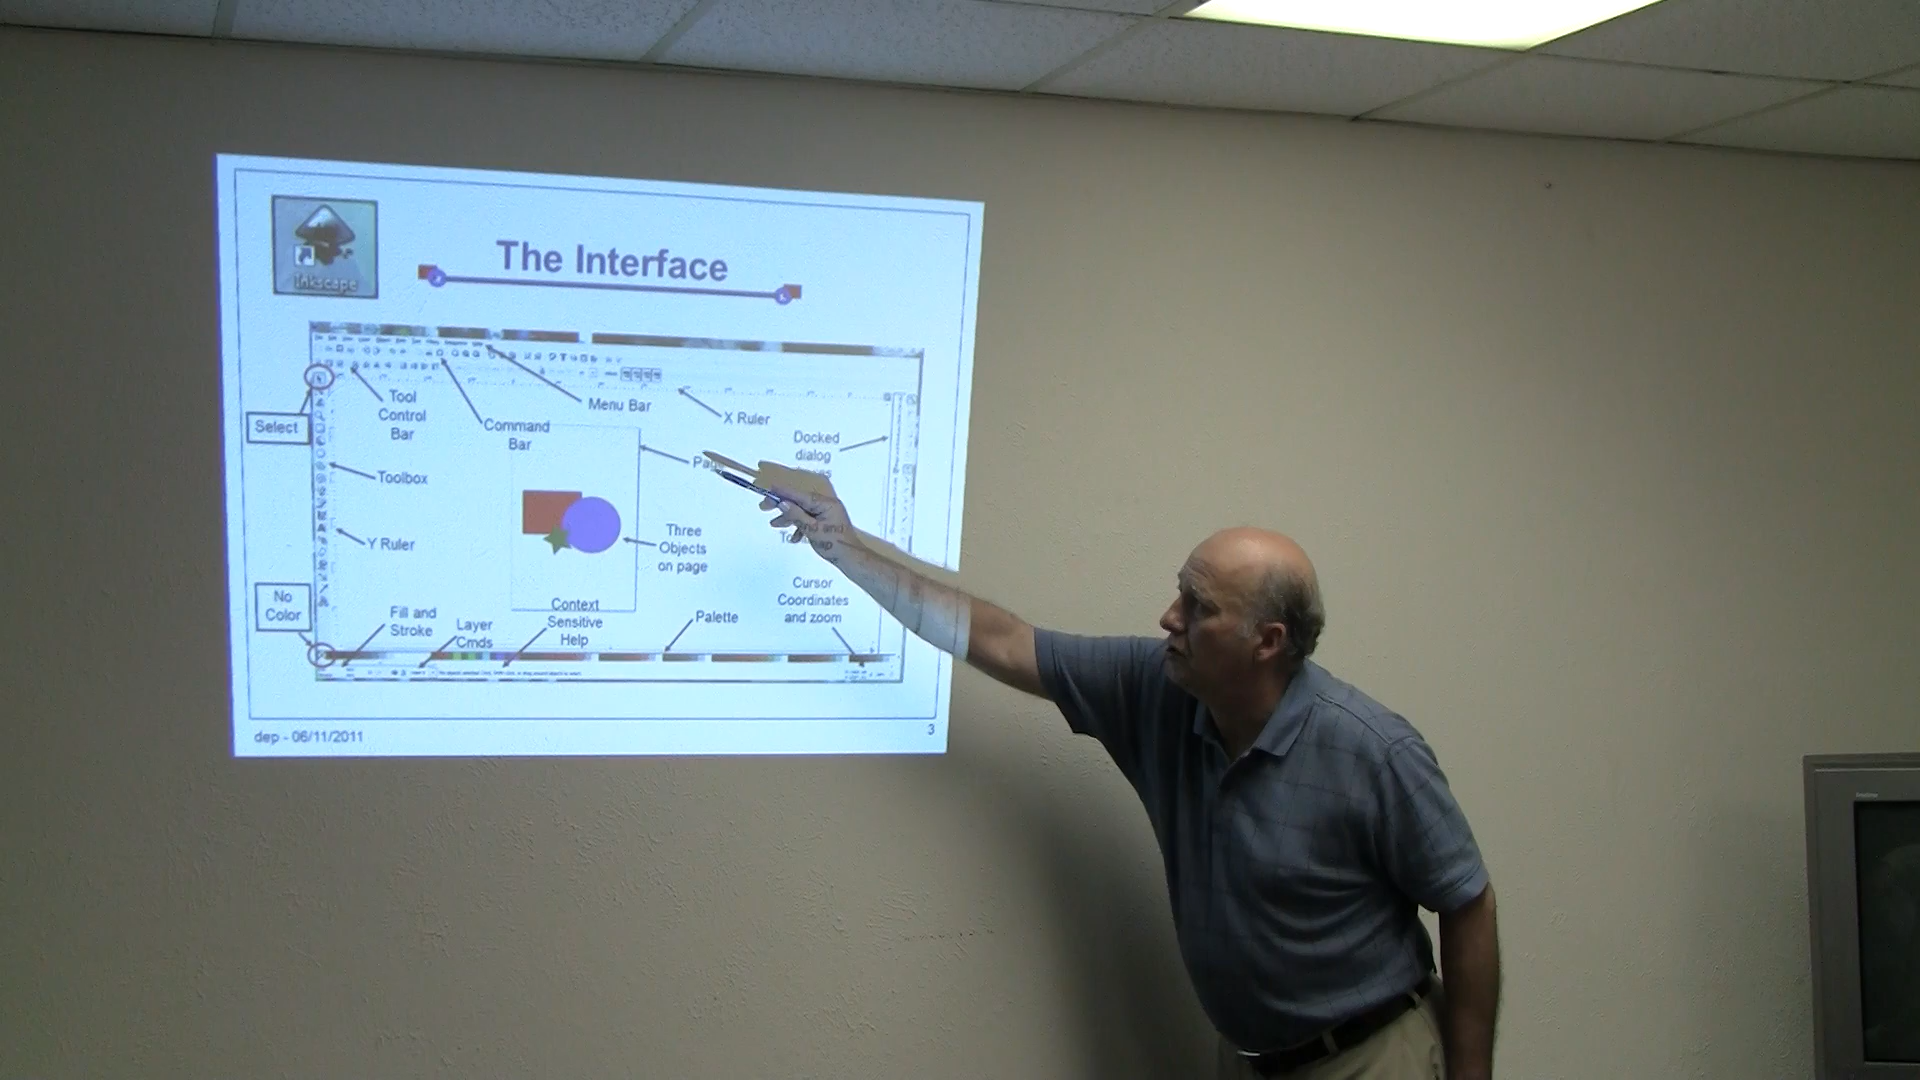 Inkscape
The Interface
Tool
Control
Bar
Menu Bar
X Ruler
Select
Command
Bar
Docked
dialog
Toolbox
Y Ruler
Three
Objects
on page
and
No
Color
Fill and
Stroke
Layer
Cmds
Context
Sensitive
Help
Palette
Cursor
Coordinates
and zoom
dep - 06/11/2011
3